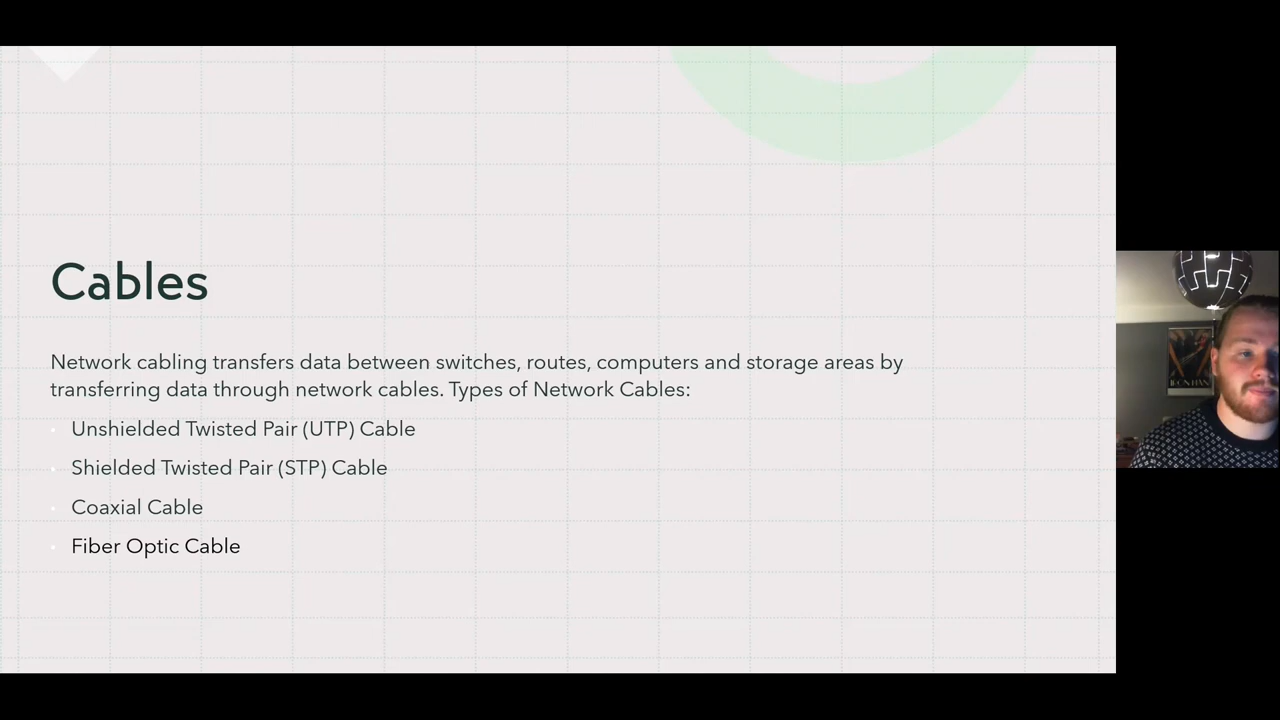 Cables
Network cabling transfers data between switches, routes, computers and storage areas by
transferring data through network cables. Types of Network Cables:
Unshielded Twisted Pair (UTP) Cable
Shielded Twisted Pair (STP) Cable
Coaxial Cable
Fiber Optic Cable